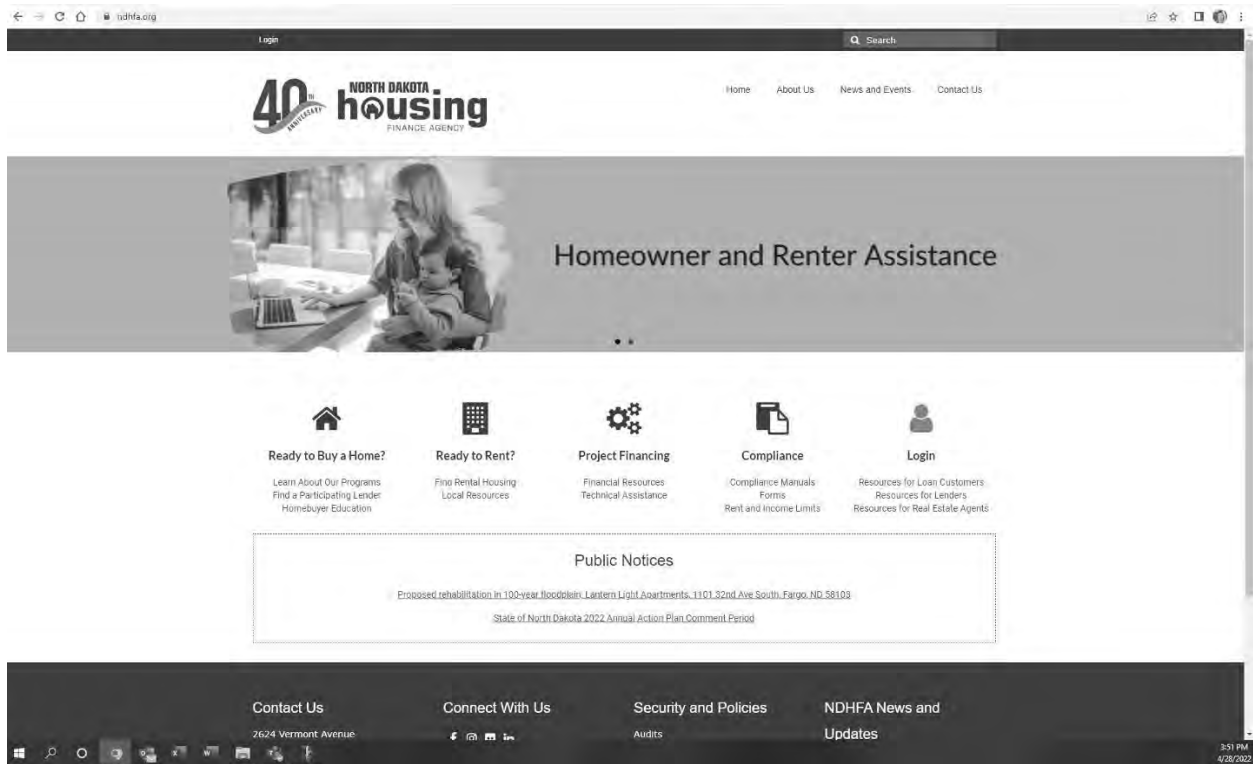 ndhfa.org
Login
Search
40TH
ANNIVERSARY
NORTH DAKOTA
housing
FINANCE AGENCY
Home About Us News and Events Contact Us
Homeowner and Renter Assistance
Ready to Buy a Home?
Learn About Our Programs
Find a Participating Lender
Homebuyer Education
Ready to Rent?
Find Rental Housing
Local Resources
Project Financing
Financial Resources
Technical Assistance
Compliance
Compliance Manuals
Forms
Rent and Income Limits
Login
Resources for Loan Customers
Resources for Lenders
Resources for Real Estate Agents
Public Notices
Proposed rehabilitation in 100-year floodplein, Lantern Light Apartments, 1101 32nd Ave South, Fargo, ND 58103
State of North Dakota 2022 Annual Action Plan Comment Period
Contact Us
2624 Vermont Avenue
Connect With Us
Security and Policies
Audits
NDHFA News and
Updates
3:51 PM
4/28/2022